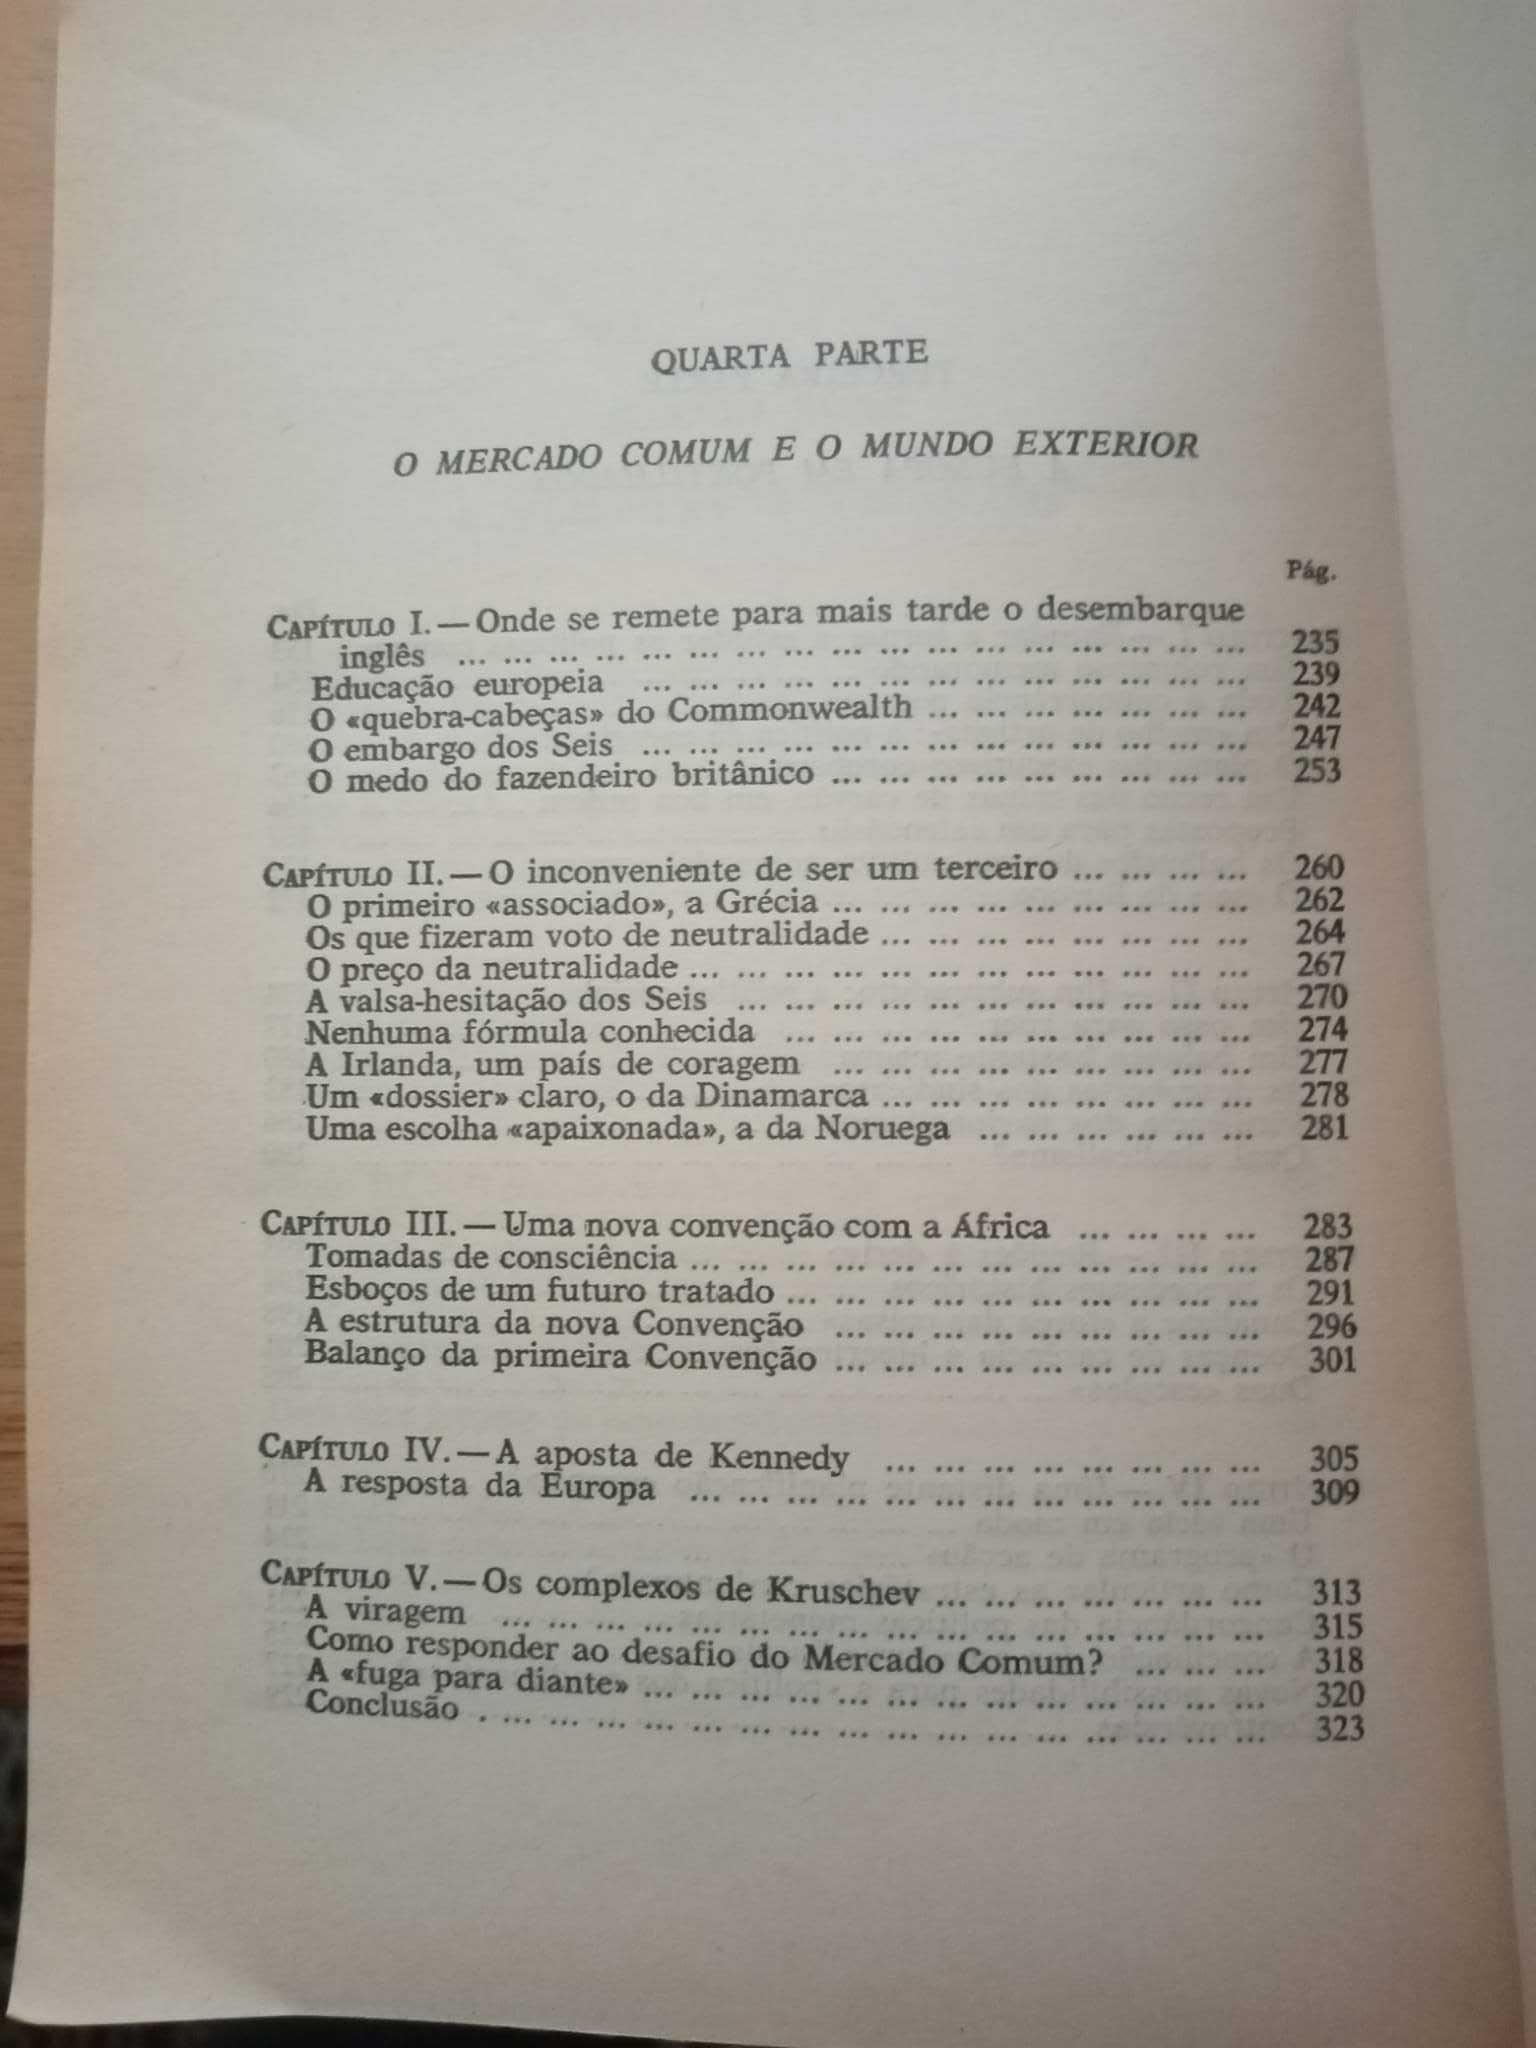 QUARTA PARTE
O MERCADO COMUM E O MUNDO EXTERIOR
Pág.
CAPÍTULO I. — Onde se remete para mais tarde o desembarque
inglês ... ... ... ... ... ... ... ... ... ... ... ... ... ... ... ... ... 235
Educação europeia ... ... ... ... ... ... ... ... ... ... ... ... ... 239
O «quebra-cabeças» do Commonwealth ... ... ... ... ... ... ... 242
O embargo dos Seis ... ... ... ... ... ... ... ... ... ... ... ... ... 247
O medo do fazendeiro britânico ... ... ... ... ... ... ... ... ... 253
CAPÍTULO II. — O inconveniente de ser um terceiro ... ... ... ... 260
O primeiro «associado», a Grécia ... ... ... ... ... ... ... ... ... 262
Os que fizeram voto de neutralidade ... ... ... ... ... ... ... ... 264
O preço da neutralidade ... ... ... ... ... ... ... ... ... ... ... ... 267
A valsa-hesitação dos Seis ... ... ... ... ... ... ... ... ... ... ... 270
Nenhuma fórmula conhecida ... ... ... ... ... ... ... ... ... ... 274
A Irlanda, um país de coragem ... ... ... ... ... ... ... ... ... 277
Um «dossier» claro, o da Dinamarca ... ... ... ... ... ... ... ... 278
Uma escolha «apaixonada», a da Noruega ... ... ... ... ... ... 281
CAPÍTULO III. — Uma nova convenção com a África ... ... ... ... 283
Tomadas de consciência ... ... ... ... ... ... ... ... ... ... ... ... 287
Esboços de um futuro tratado ... ... ... ... ... ... ... ... ... ... 291
A estrutura da nova Convenção ... ... ... ... ... ... ... ... ... 296
Balanço da primeira Convenção ... ... ... ... ... ... ... ... ... 301
CAPÍTULO IV. — A aposta de Kennedy ... ... ... ... ... ... ... ... 305
A resposta da Europa ... ... ... ... ... ... ... ... ... ... ... ... 309
CAPÍTULO V. — Os complexos de Kruschev ... ... ... ... ... ... ... 313
A viragem ... ... ... ... ... ... ... ... ... ... ... ... ... ... ... ... 315
Como responder ao desafio do Mercado Comum? ... ... ... 318
A «fuga para diante» ... ... ... ... ... ... ... ... ... ... ... ... ... 320
Conclusão . ... ... ... ... ... ... ... ... ... ... ... ... ... ... ... ... 323